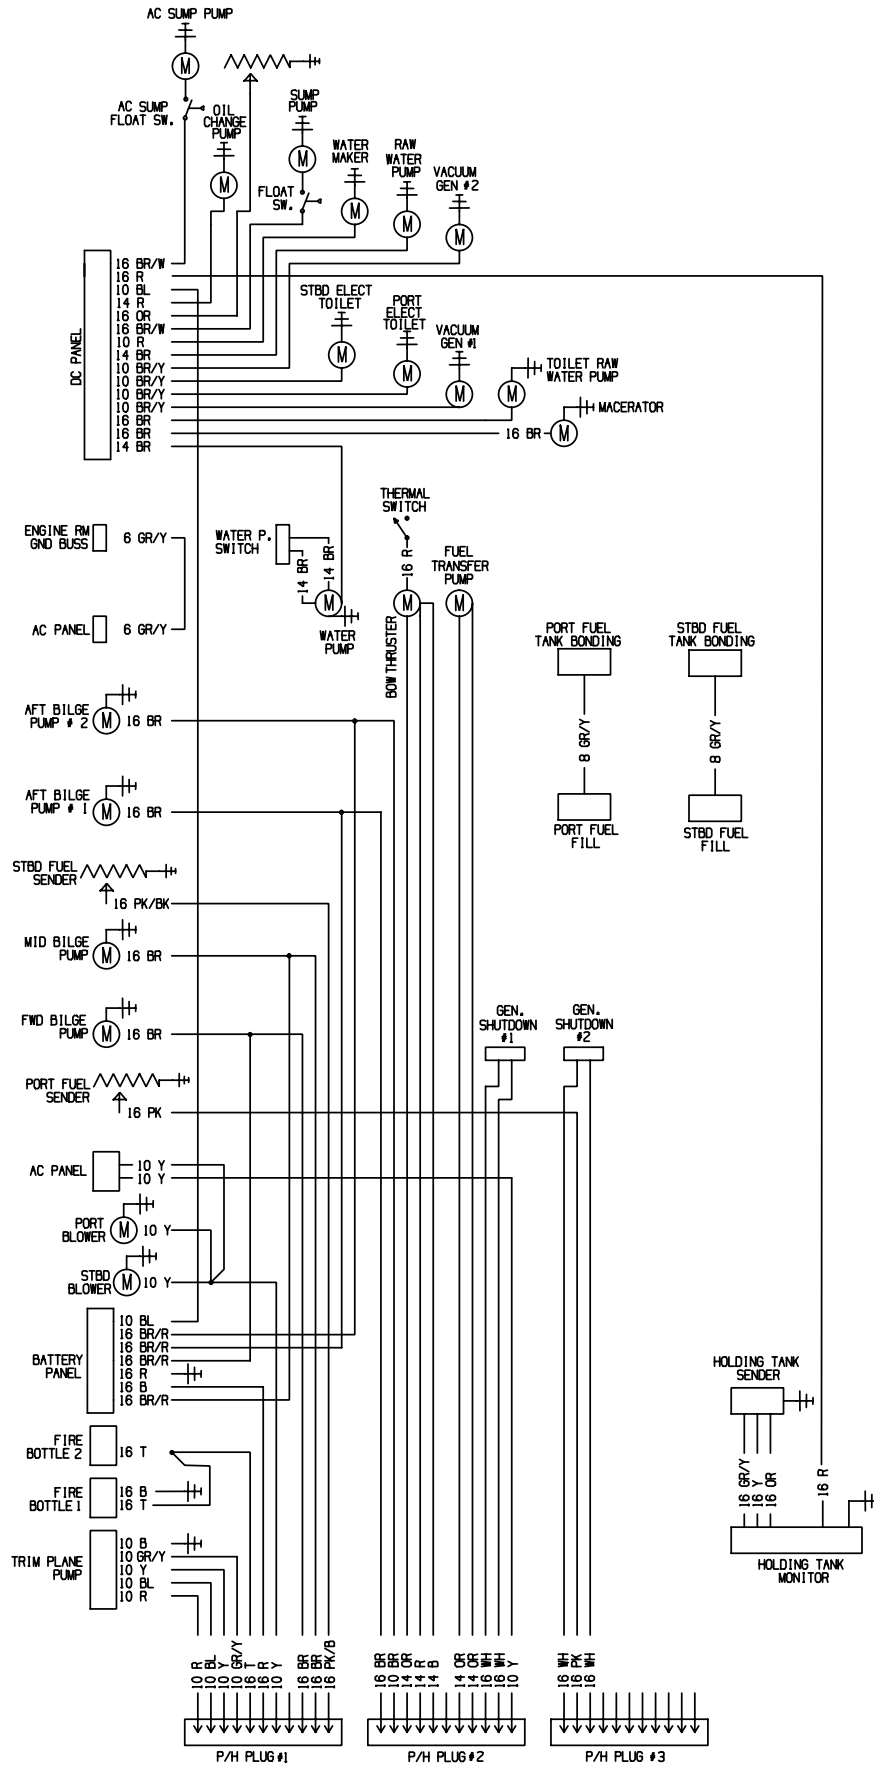 AC SUMP PUMP
M
AC SUMP
FLOAT SW.
OIL
CHANGE
PUMP
M
SUMP
PUMP
M
FLOAT
SW.
WATER
MAKER
M
RAW
WATER
PUMP
M
VACUUM
GEN #2
M
DC PANEL
16 BR/W
16 R
10 BL
14 R
16 OR
16 BR/W
10 R
14 BR
10 BR/Y
10 BR/Y
10 BR/Y
10 BR/Y
16 BR
16 BR
14 BR
STBD ELECT
TOILET
M
PORT
ELECT
TOILET
M
VACUUM
GEN #1
M
TOILET RAW
WATER PUMP
M
MACERATOR
16 BR
M
ENGINE RM
GND BUSS
6 GR/Y
AC PANEL
6 GR/Y
WATER P.
SWITCH
14 BR
14 BR
M
WATER
PUMP
THERMAL
SWITCH
16 R
M
BOW THRUSTER
FUEL
TRANSFER
PUMP
M
PORT FUEL
TANK BONDING
8 GR/Y
PORT FUEL
FILL
STBD FUEL
TANK BONDING
8 GR/Y
STBD FUEL
FILL
AFT BILGE
PUMP # 2
M
16 BR
AFT BILGE
PUMP # 1
M
16 BR
STBD FUEL
SENDER
16 PK/BK
MID BILGE
PUMP
M
16 BR
FWD BILGE
PUMP
M
16 BR
PORT FUEL
SENDER
16 PK
GEN.
SHUTDOWN
#1
GEN.
SHUTDOWN
#2
AC PANEL
10 Y
10 Y
PORT
BLOWER
M
10 Y
STBD
BLOWER
M
10 Y
BATTERY
PANEL
10 BL
16 BR/R
16 BR/R
16 BR/R
16 R
16 B
16 BR/R
FIRE
BOTTLE 2
16 T
FIRE
BOTTLE 1
16 B
16 T
TRIM PLANE
PUMP
10 B
10 GR/Y
10 Y
10 BL
10 R
HOLDING TANK
SENDER
16 GR/Y
16 Y
16 OR
16 R
HOLDING TANK
MONITOR
10 R
10 BL
10 Y
10 GR/Y
16 T
16 R
10 Y
16 BR
16 BR
16 PK/B
P/H PLUG #1
16 BR
10 BR
14 OR
14 R
14 B
14 OR
14 OR
16 WH
16 WH
10 Y
P/H PLUG #2
16 WH
16 PK
16 WH
P/H PLUG #3